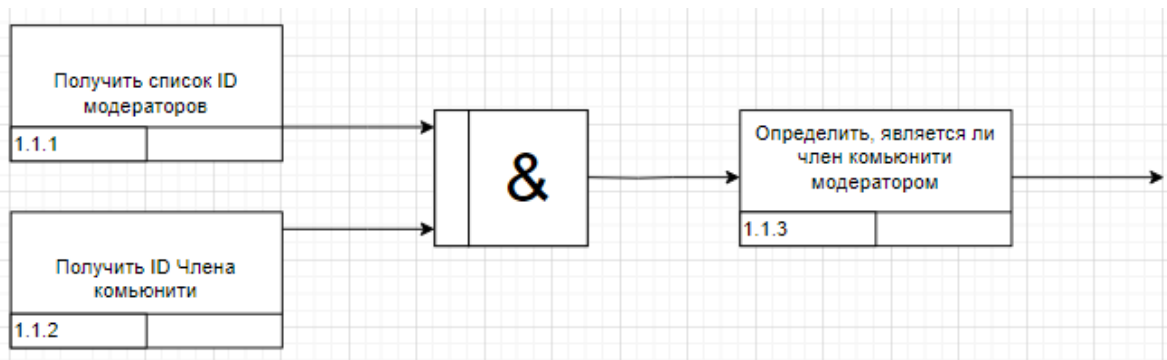 Получить список ID
модераторов
1.1.1
Получить ID Члена
комьюнити
1.1.2
&
Определить, является ли
член комьюнити
модератором
1.1.3